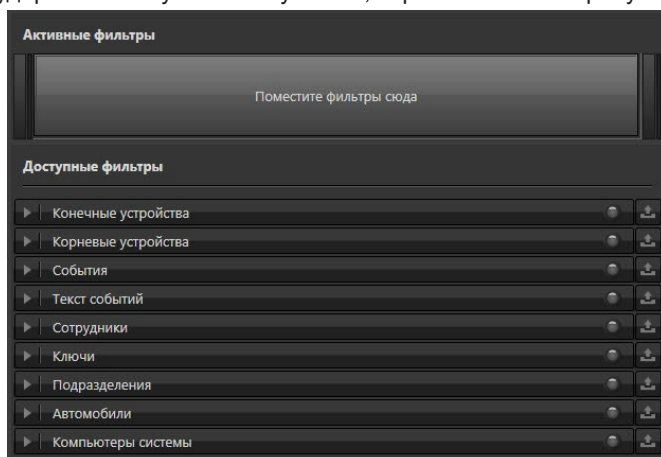 Активные фильтры
Поместите фильтры сюда
Доступные фильтры
Конечные устройства
Корневые устройства
События
Текст событий
Сотрудники
Ключи
Подразделения
Автомобили
Компьютеры системы